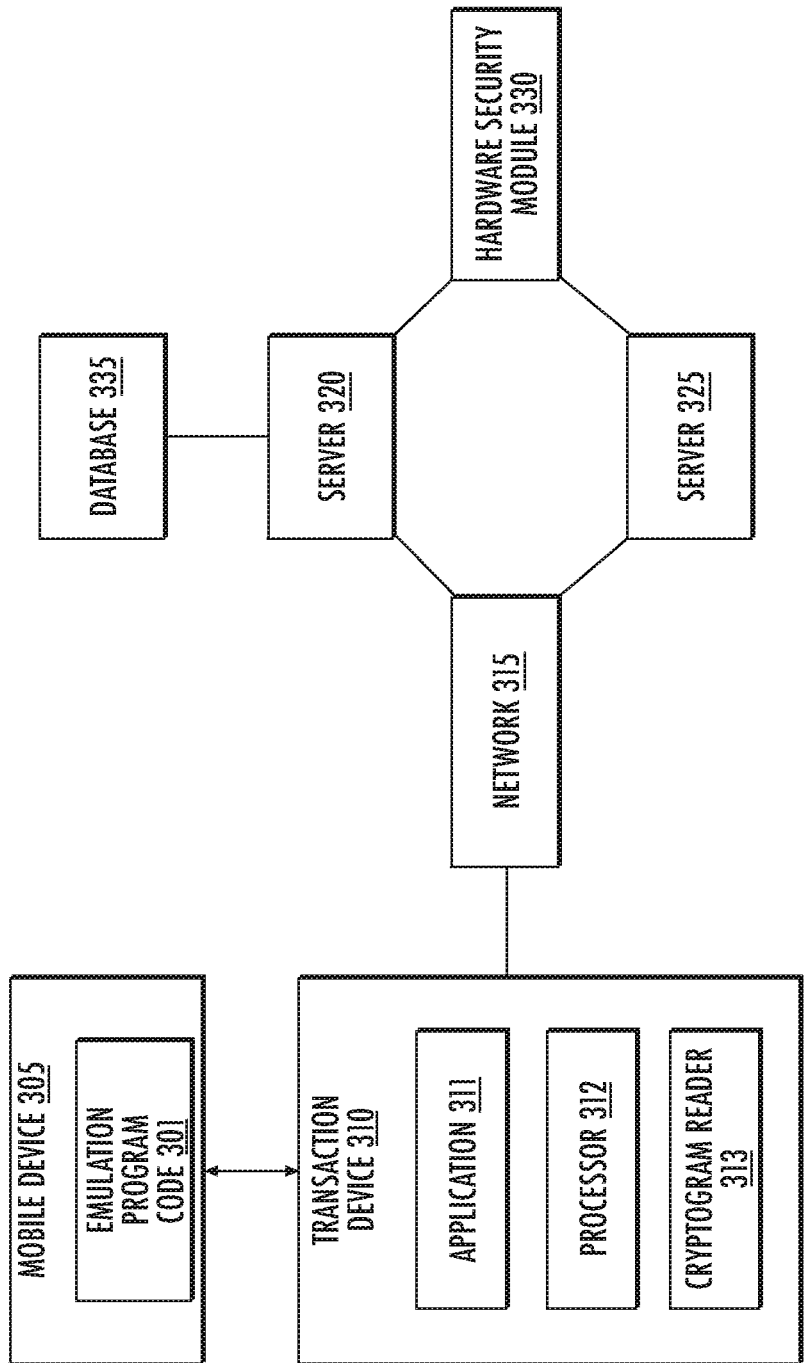 MOBILE DEVICE 305
EMULATION
PROGRAM
CODE 301
TRANSACTION
DEVICE 310
APPLICATION 311
PROCESSOR 312
CRYPTOGRAM READER
313
NETWORK 315
DATABASE 335
SERVER 320
SERVER 325
HARDWARE SECURITY
MODULE 330